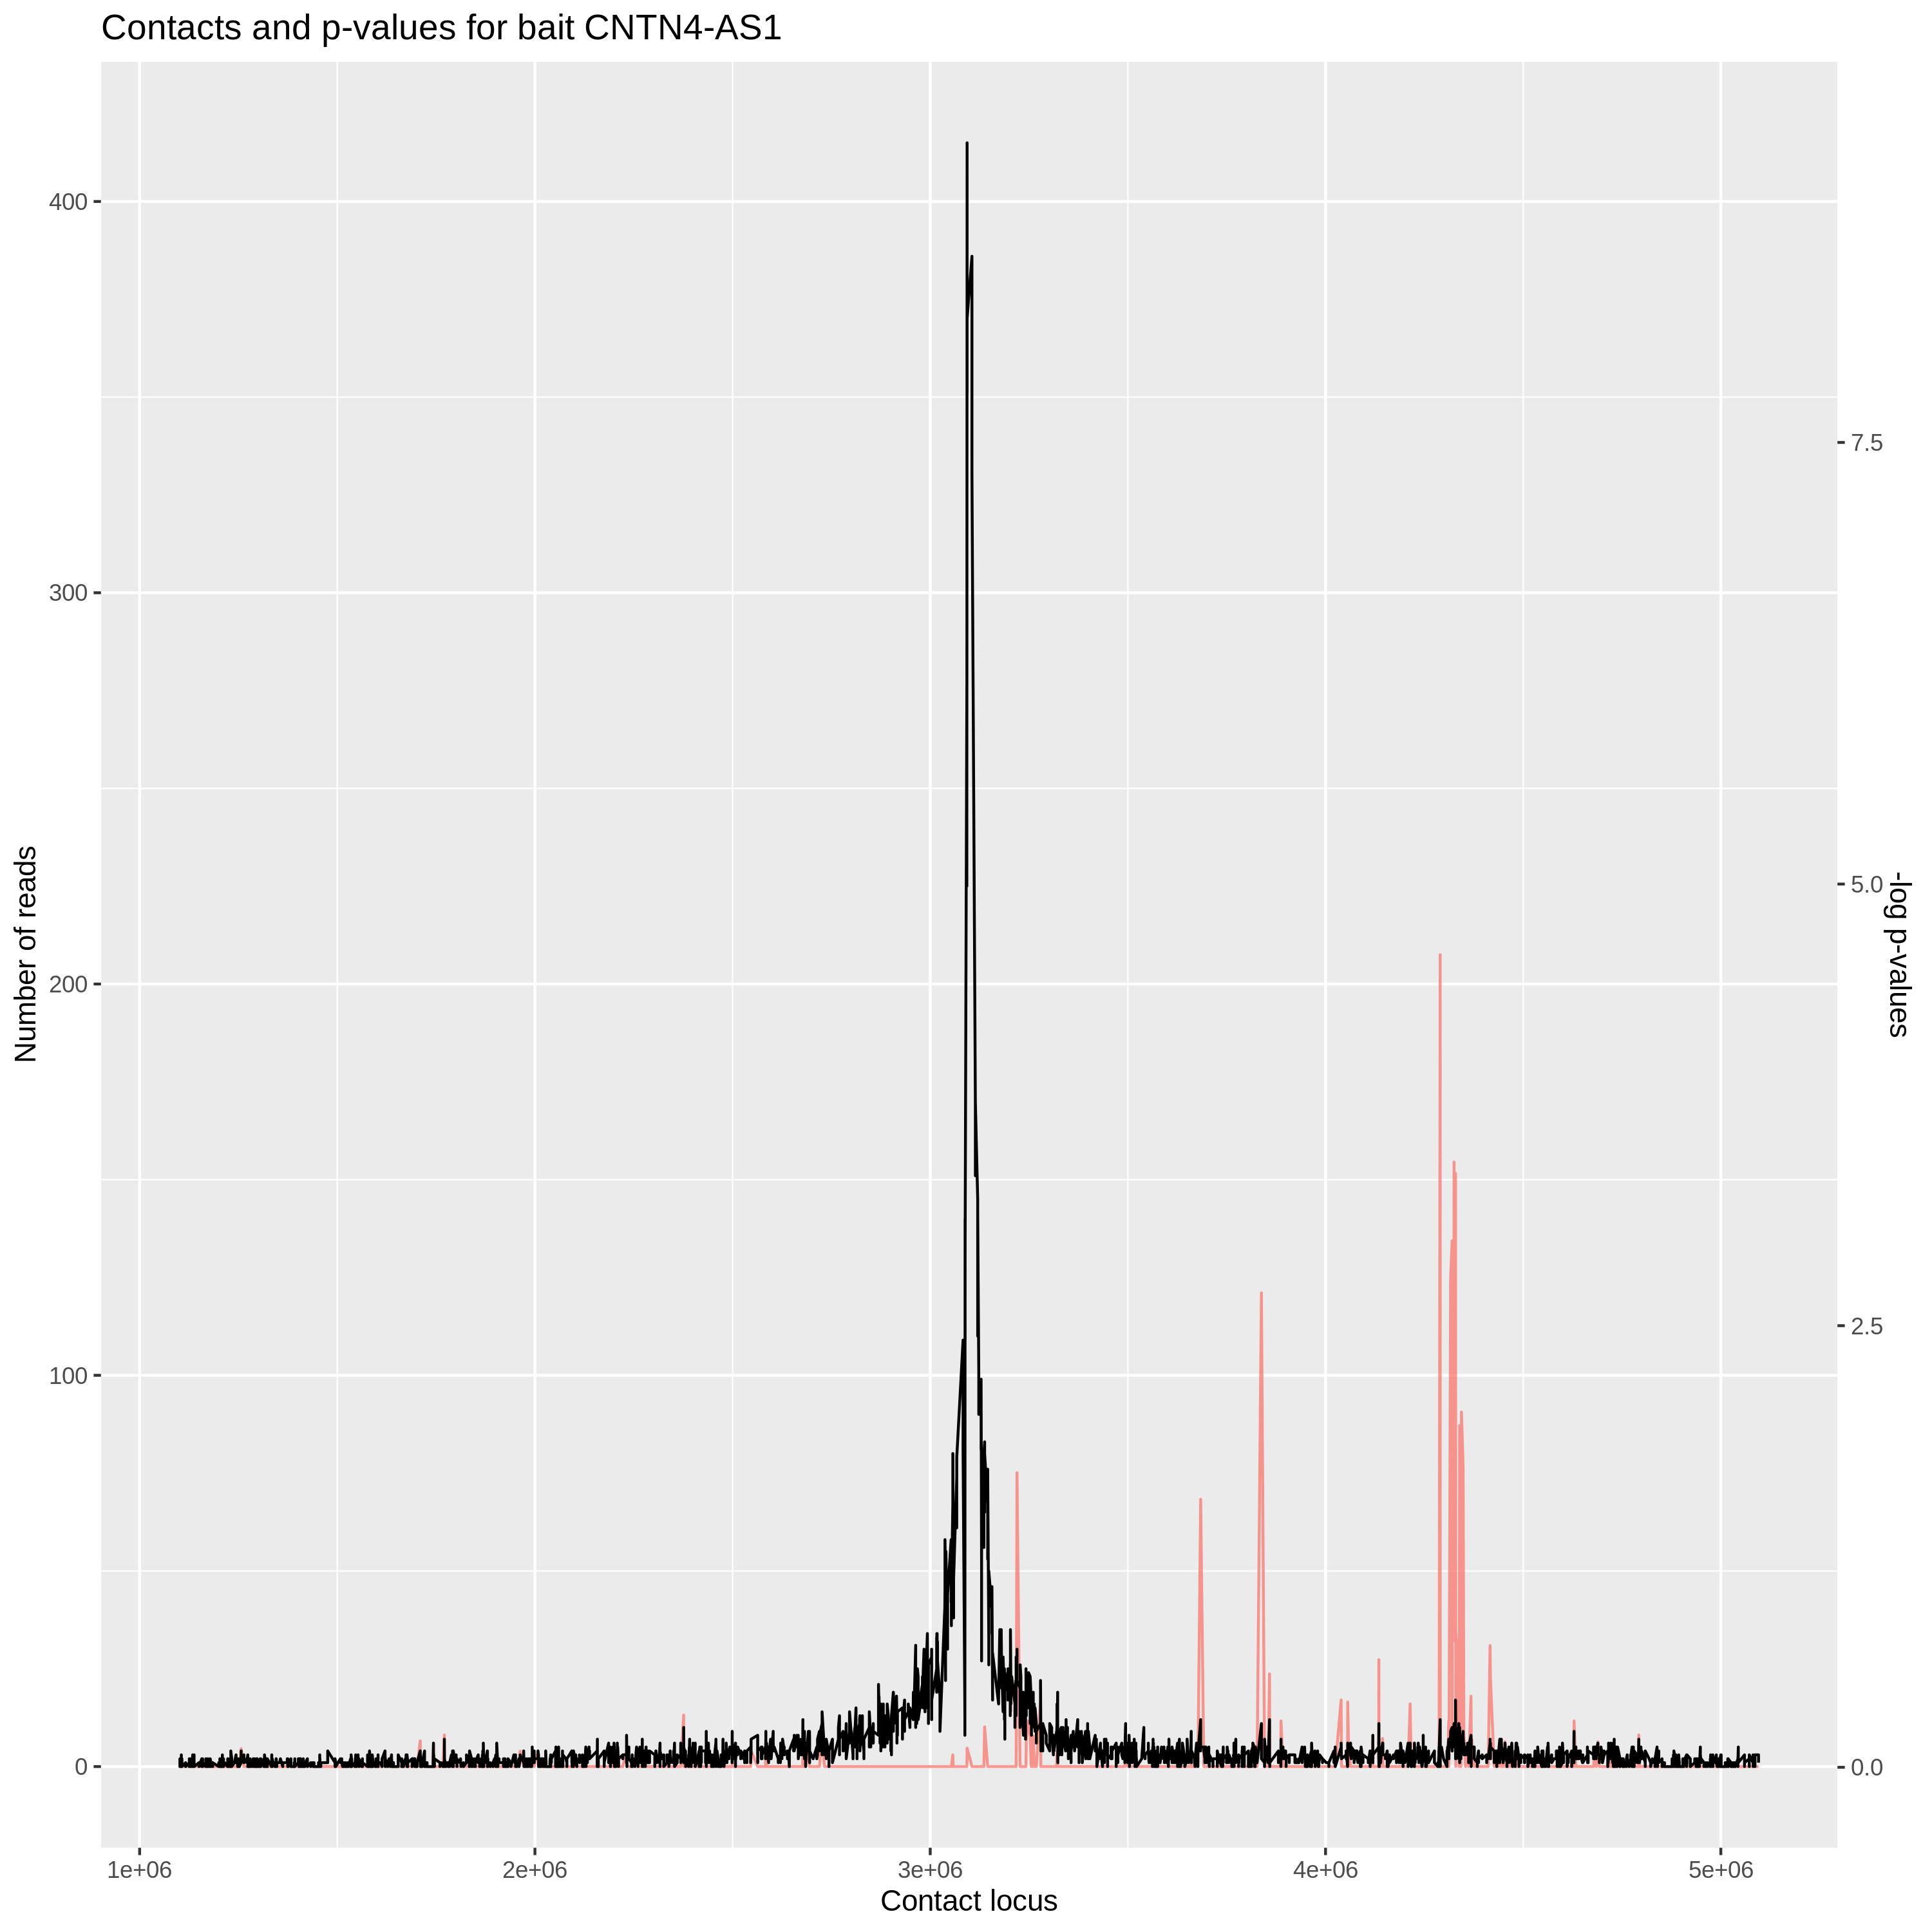 Contacts and p-values for bait CNTN4-AS1
400
300
200
100
0
Number of reads
7.5
5.0
2.5
0.0
-log p-values
1e+06
2e+06
3e+06
4e+06
5e+06
Contact locus